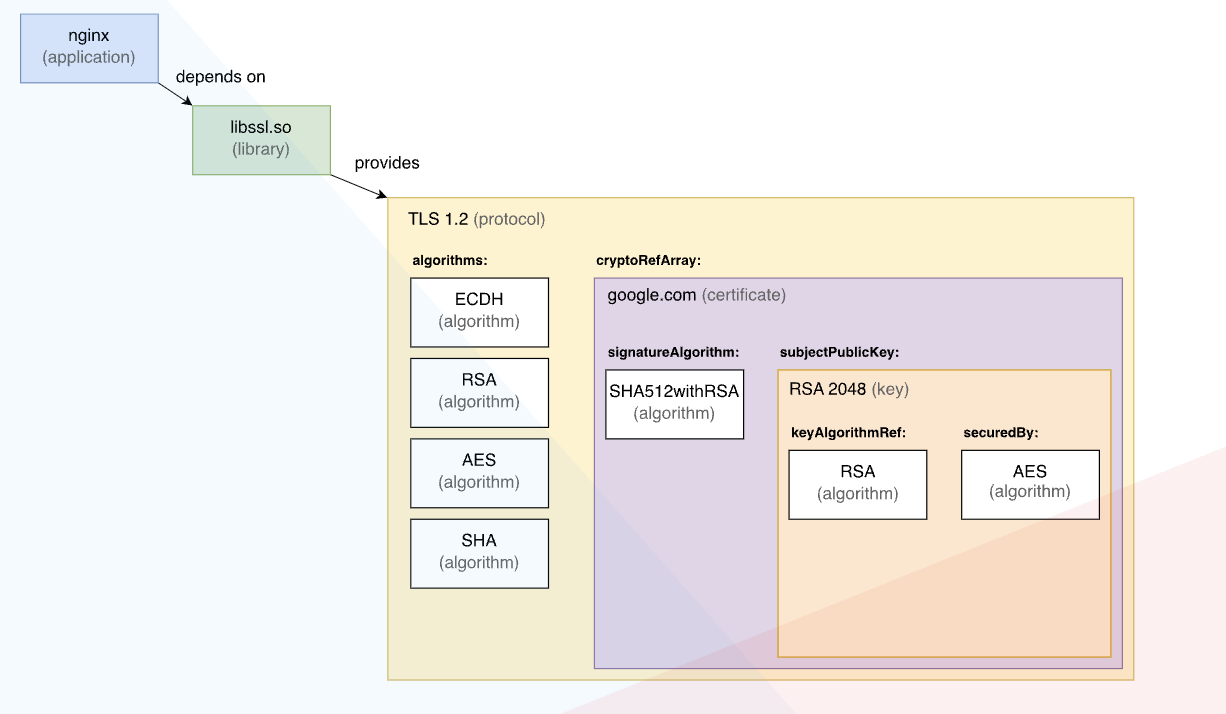 nginx
(application)
depends on
libssl.so
(library)
provides
TLS 1.2 (protocol)
algorithms:
ECDH
(algorithm)
RSA
(algorithm)
AES
(algorithm)
SHA
(algorithm)
cryptoRefArray:
google.com (certificate)
signatureAlgorithm:
SHA512withRSA
(algorithm)
subjectPublicKey:
RSA 2048 (key)
keyAlgorithmRef:
RSA
(algorithm)
securedBy:
AES
(algorithm)